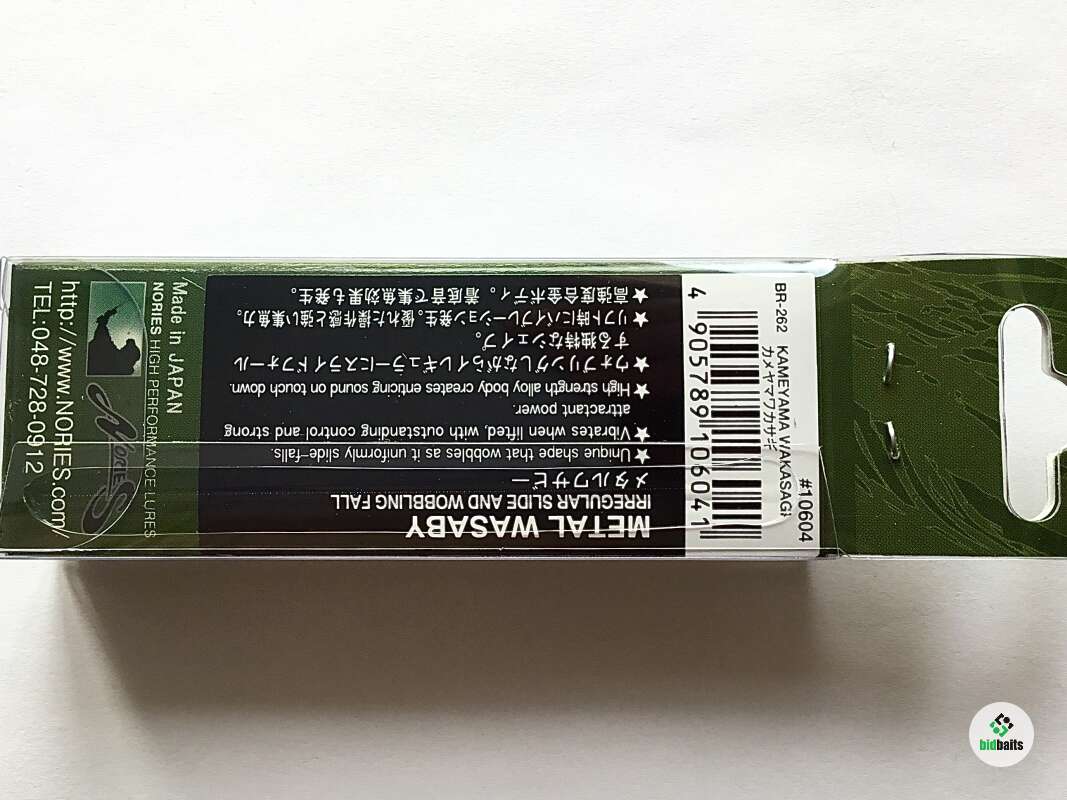 METAL WASABY
IRREGULAR SLIDE AND WOBBLING FALL
メタルワサビー
★Unique shape that wobbles as it uniformly slide-falls.
★Vibrates when lifted, with outstanding control and strong
attractant power.
★High strength alloy body creates enticing sound on touch down.
★ウォブリングしながらイレギュラーにスライドフォール
する独特なシェイプ。
★リフト時にバイブレーション発生。優れた操作感と強い集魚力。
★高強度合金ボディ。着底音で集魚効果も発生。
BR-262 KAMEYAMA WAKASAGI
カメヤマワカサギ
#10604
4 905789 106041
Made in JAPAN
NORIES HIGH PERFORMANCE LURES
NORIES
http://www.NORIES.com/
TEL:048-728-0912
bidbaits